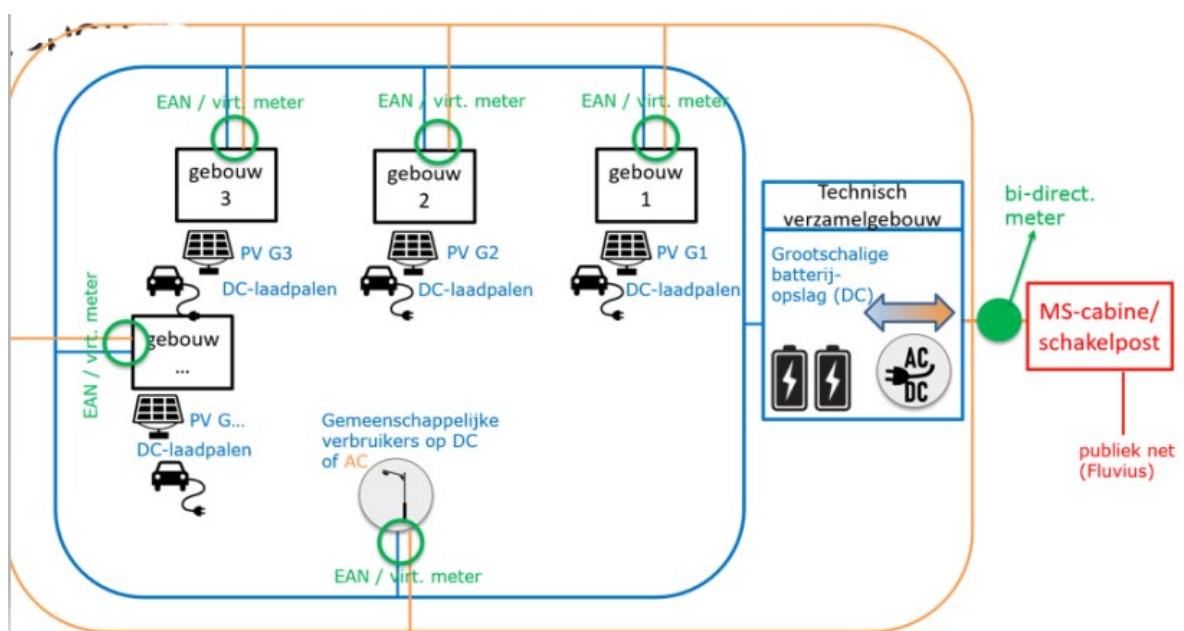 EAN / virt. meter
EAN / virt. meter
EAN / virt. meter
gebouw
3
gebouw
2
gebouw
1
PV G3
PV G2
PV G1
DC-laadpalen
DC-laadpalen
DC-laadpalen
EAN / virt. meter
gebouw
...
PV G...
DC-laadpalen
Gemeenschappelijke
verbruikers op DC
of AC
EAN / virt. meter
Technisch
verzamelgebouw
Grootschalige
batterij-
opslag (DC)
AC
DC
bi-direct.
meter
MS-cabine/
schakelpost
publiek net
(Fluvius)